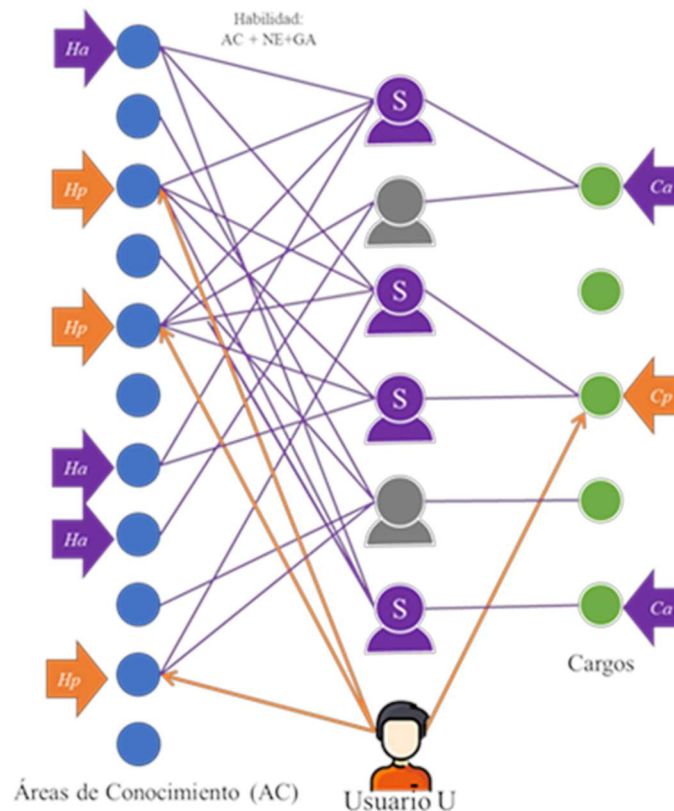 Habilidad:
AC + NE+GA
Ha
Hp
Hp
Ha
Ha
Hp
S
S
S
S
Ca
Cp
Ca
Cargos
Áreas de Conocimiento (AC)
Usuario U